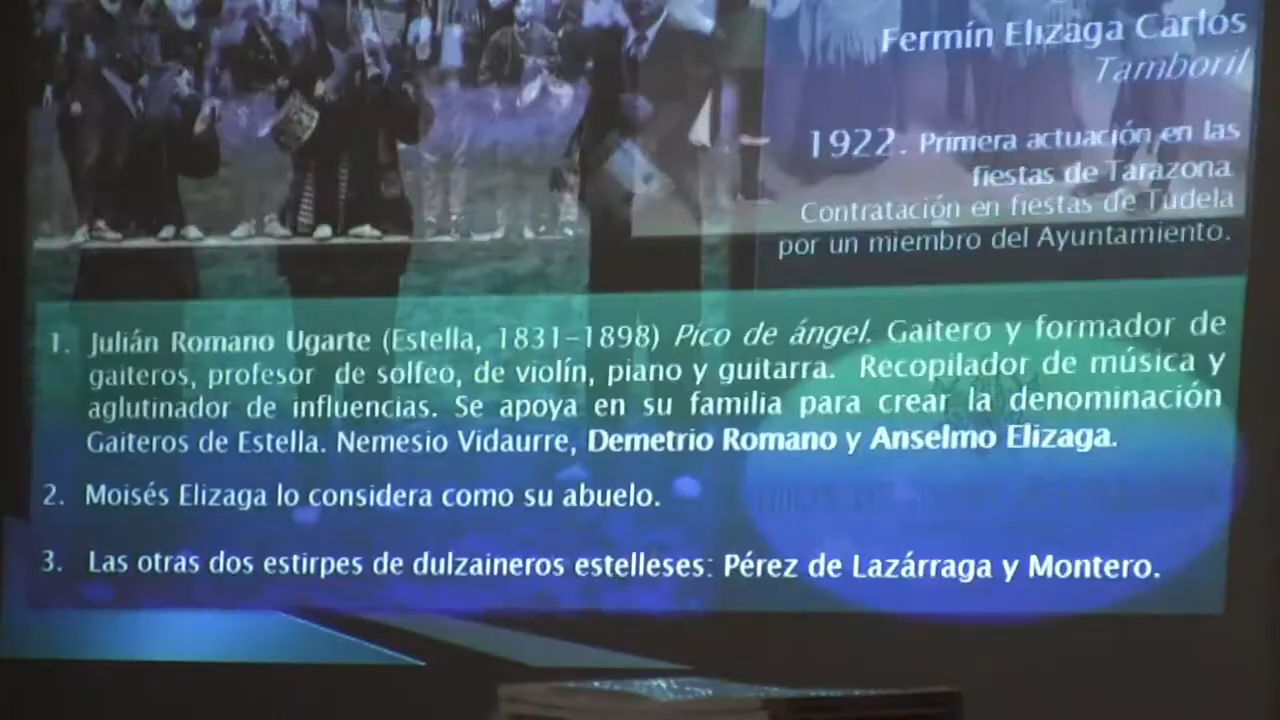 Fermín Elizaga Carlos
Tamboril
1922. Primera actuación en las
fiestas de Tarazona
Contratación en fiestas de Tudela
por un miembro del Ayuntamiento.
1. Julián Romano Ugarte (Estella, 1831-1898) Pico de ángel. Gaitero y formador de
gaiteros, profesor de solfeo, de violín, piano y guitarra. Recopilador de música y
aglutinador de influencias. Se apoya en su familia para crear la denominación
Gaiteros de Estella. Nemesio Vidaurre, Demetrio Romano y Anselmo Elizaga.
2. Moisés Elizaga lo considera como su abuelo.
3. Las otras dos estirpes de dulzaineros estelleses: Pérez de Lazárraga y Montero.